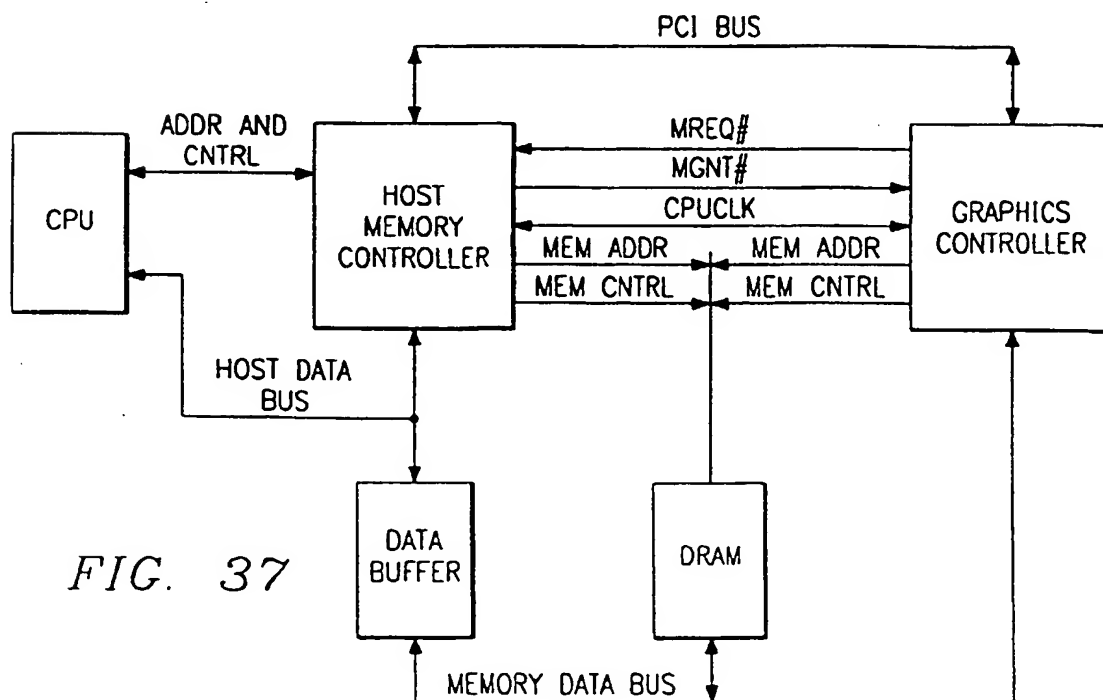 PCI BUS
ADDR AND
CNTRL
MREQ#
MGNT#
CPUCLK
CPU
HOST
MEMORY
CONTROLLER
GRAPHICS
CONTROLLER
MEM ADDR
MEM ADDR
MEM CNTRL
MEM CNTRL
HOST DATA
BUS
DATA
BUFFER
DRAM
FIG. 37
MEMORY DATA BUS